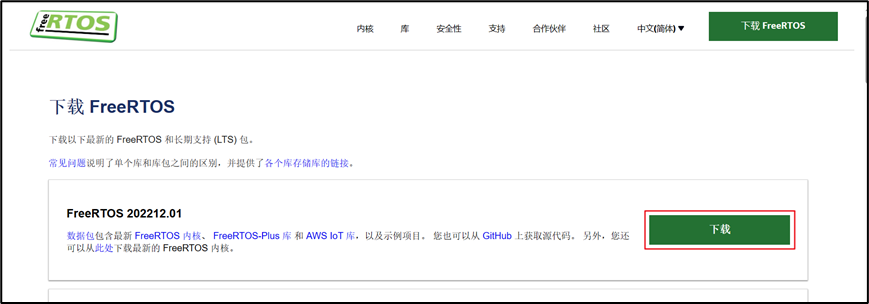 free RTOS
内核 库 安全性 支持 合作伙伴 社区 中文(简体) 下载 FreeRTOS
下载 FreeRTOS
下载以下最新的 FreeRTOS 和长期支持 (LTS) 包。
常见问题说明了单个库和库包之间的区别，并提供了各个库存储库的链接。
FreeRTOS 202212.01
数据包包含最新 FreeRTOS 内核、 FreeRTOS-Plus 库 和 AWS IoT 库，以及示例项目。 您也可以从 GitHub 上获取源代码。 另外，您还
可以从此处下载最新的 FreeRTOS 内核。
下载